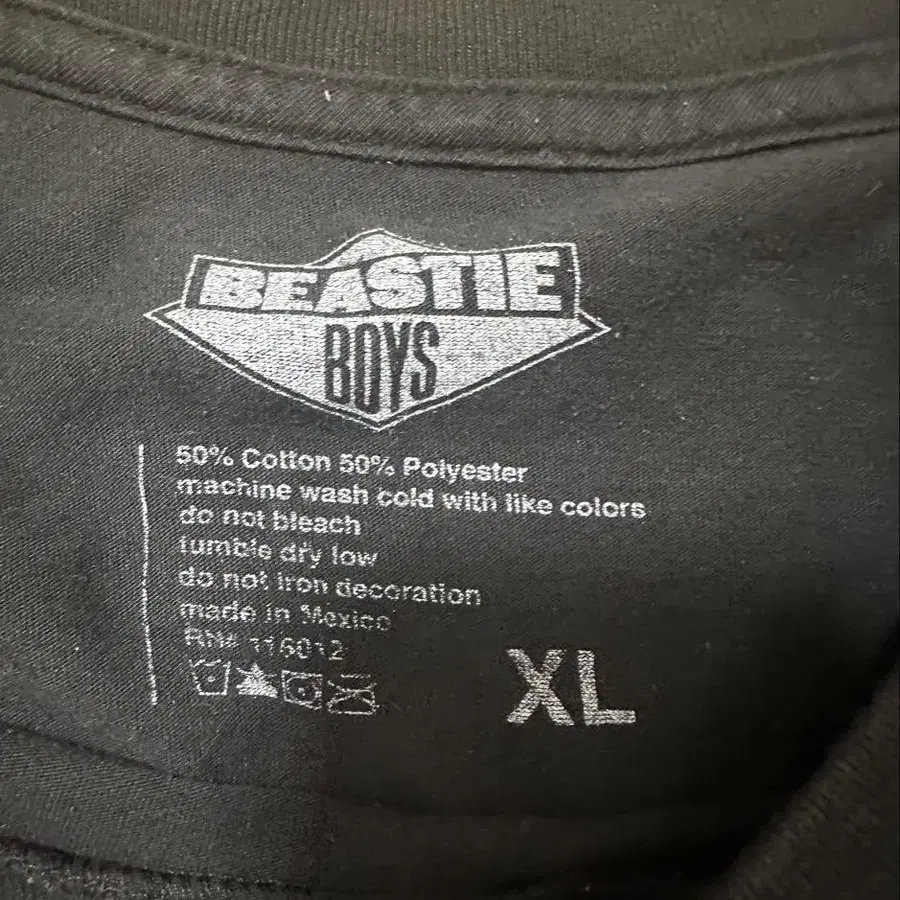 BEASTIE
BOYS
50% Cotton 50% Polyester
machine wash cold with like colors
do not bleach
tumble dry low
do not iron decoration
made in Mexico
RN# 116012
XL